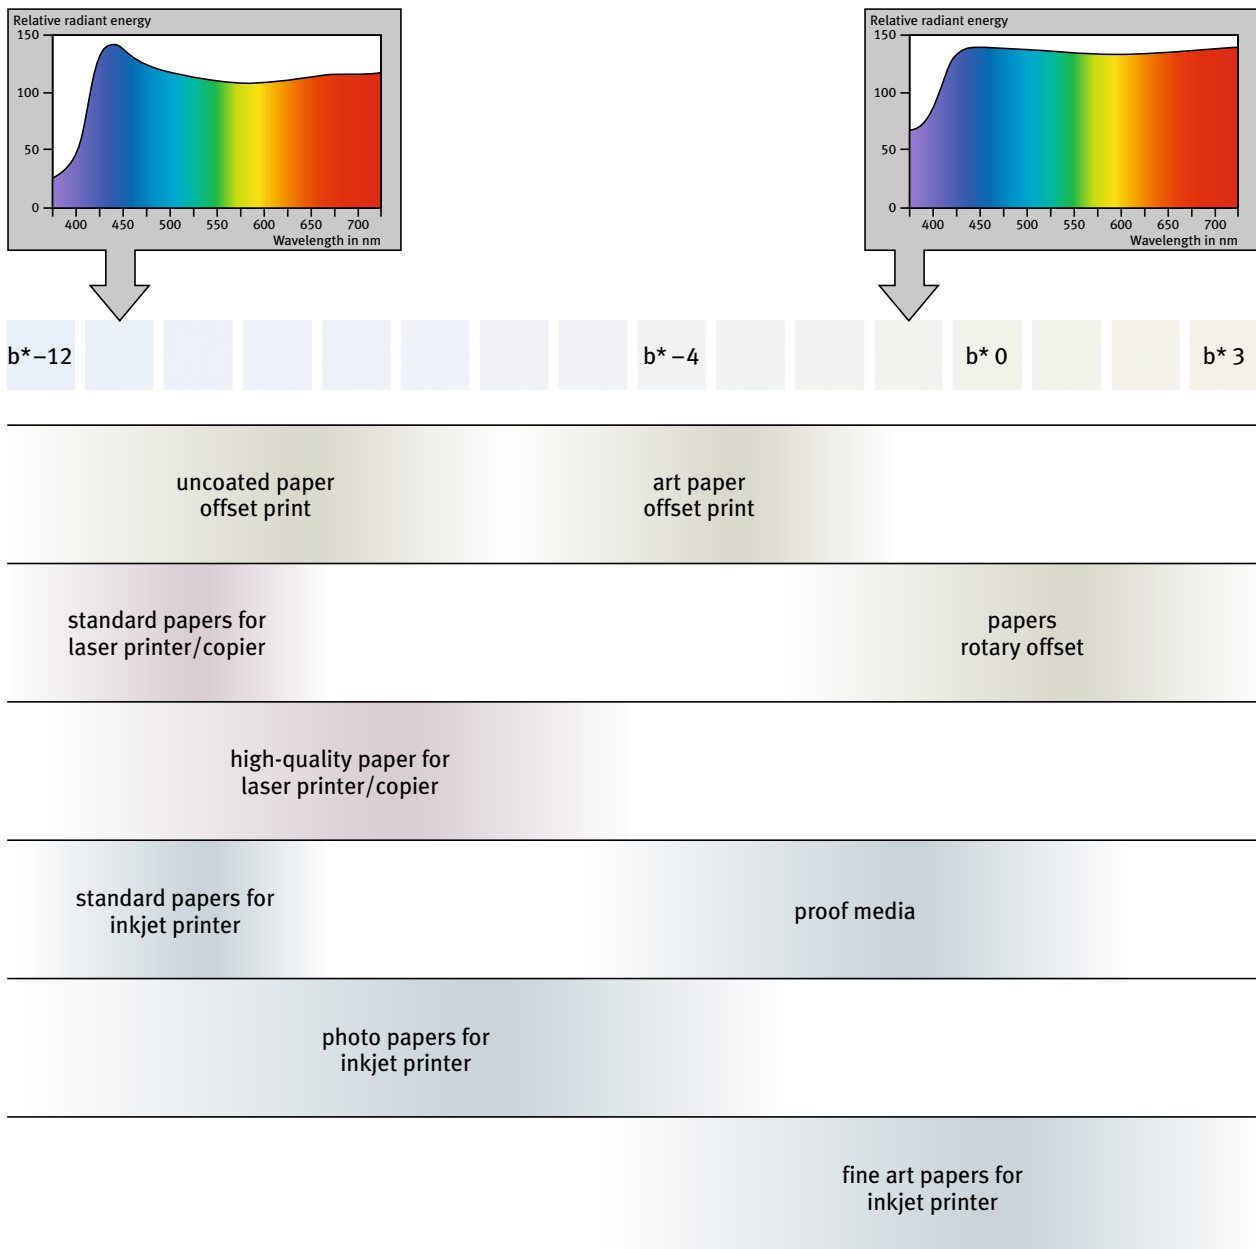 Relative radiant energy
150
100
50
0
400 450 500 550 600 650 700
Wavelength in nm
Relative radiant energy
150
100
50
0
400 450 500 550 600 650 700
Wavelength in nm
b*–12
b* –4
b* 0
b* 3
uncoated paper
offset print
art paper
offset print
standard papers for
laser printer/copier
papers
rotary offset
high-quality paper for
laser printer/copier
standard papers for
inkjet printer
proof media
photo papers for
inkjet printer
fine art papers for
inkjet printer